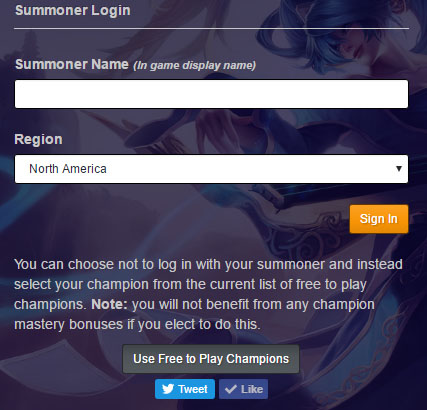 Summoner Login
Summoner Name (In game display name)
Region
North America
Sign In
You can choose not to log in with your summoner and instead
select your champion from the current list of free to play
champions. Note: you will not benefit from any champion
mastery bonuses if you elect to do this.
Use Free to Play Champions
Tweet Like